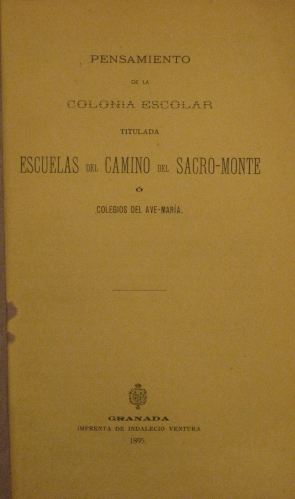 PENSAMIENTO
DE LA
COLONIA ESCOLAR
TITULADA
ESCUELAS DEL CAMINO DEL SACRO-MONTE
Ó
COLEGIOS DEL AVE-MARÍA.
GRANADA
IMPRENTA DE INDALECIO VENTURA
1895.